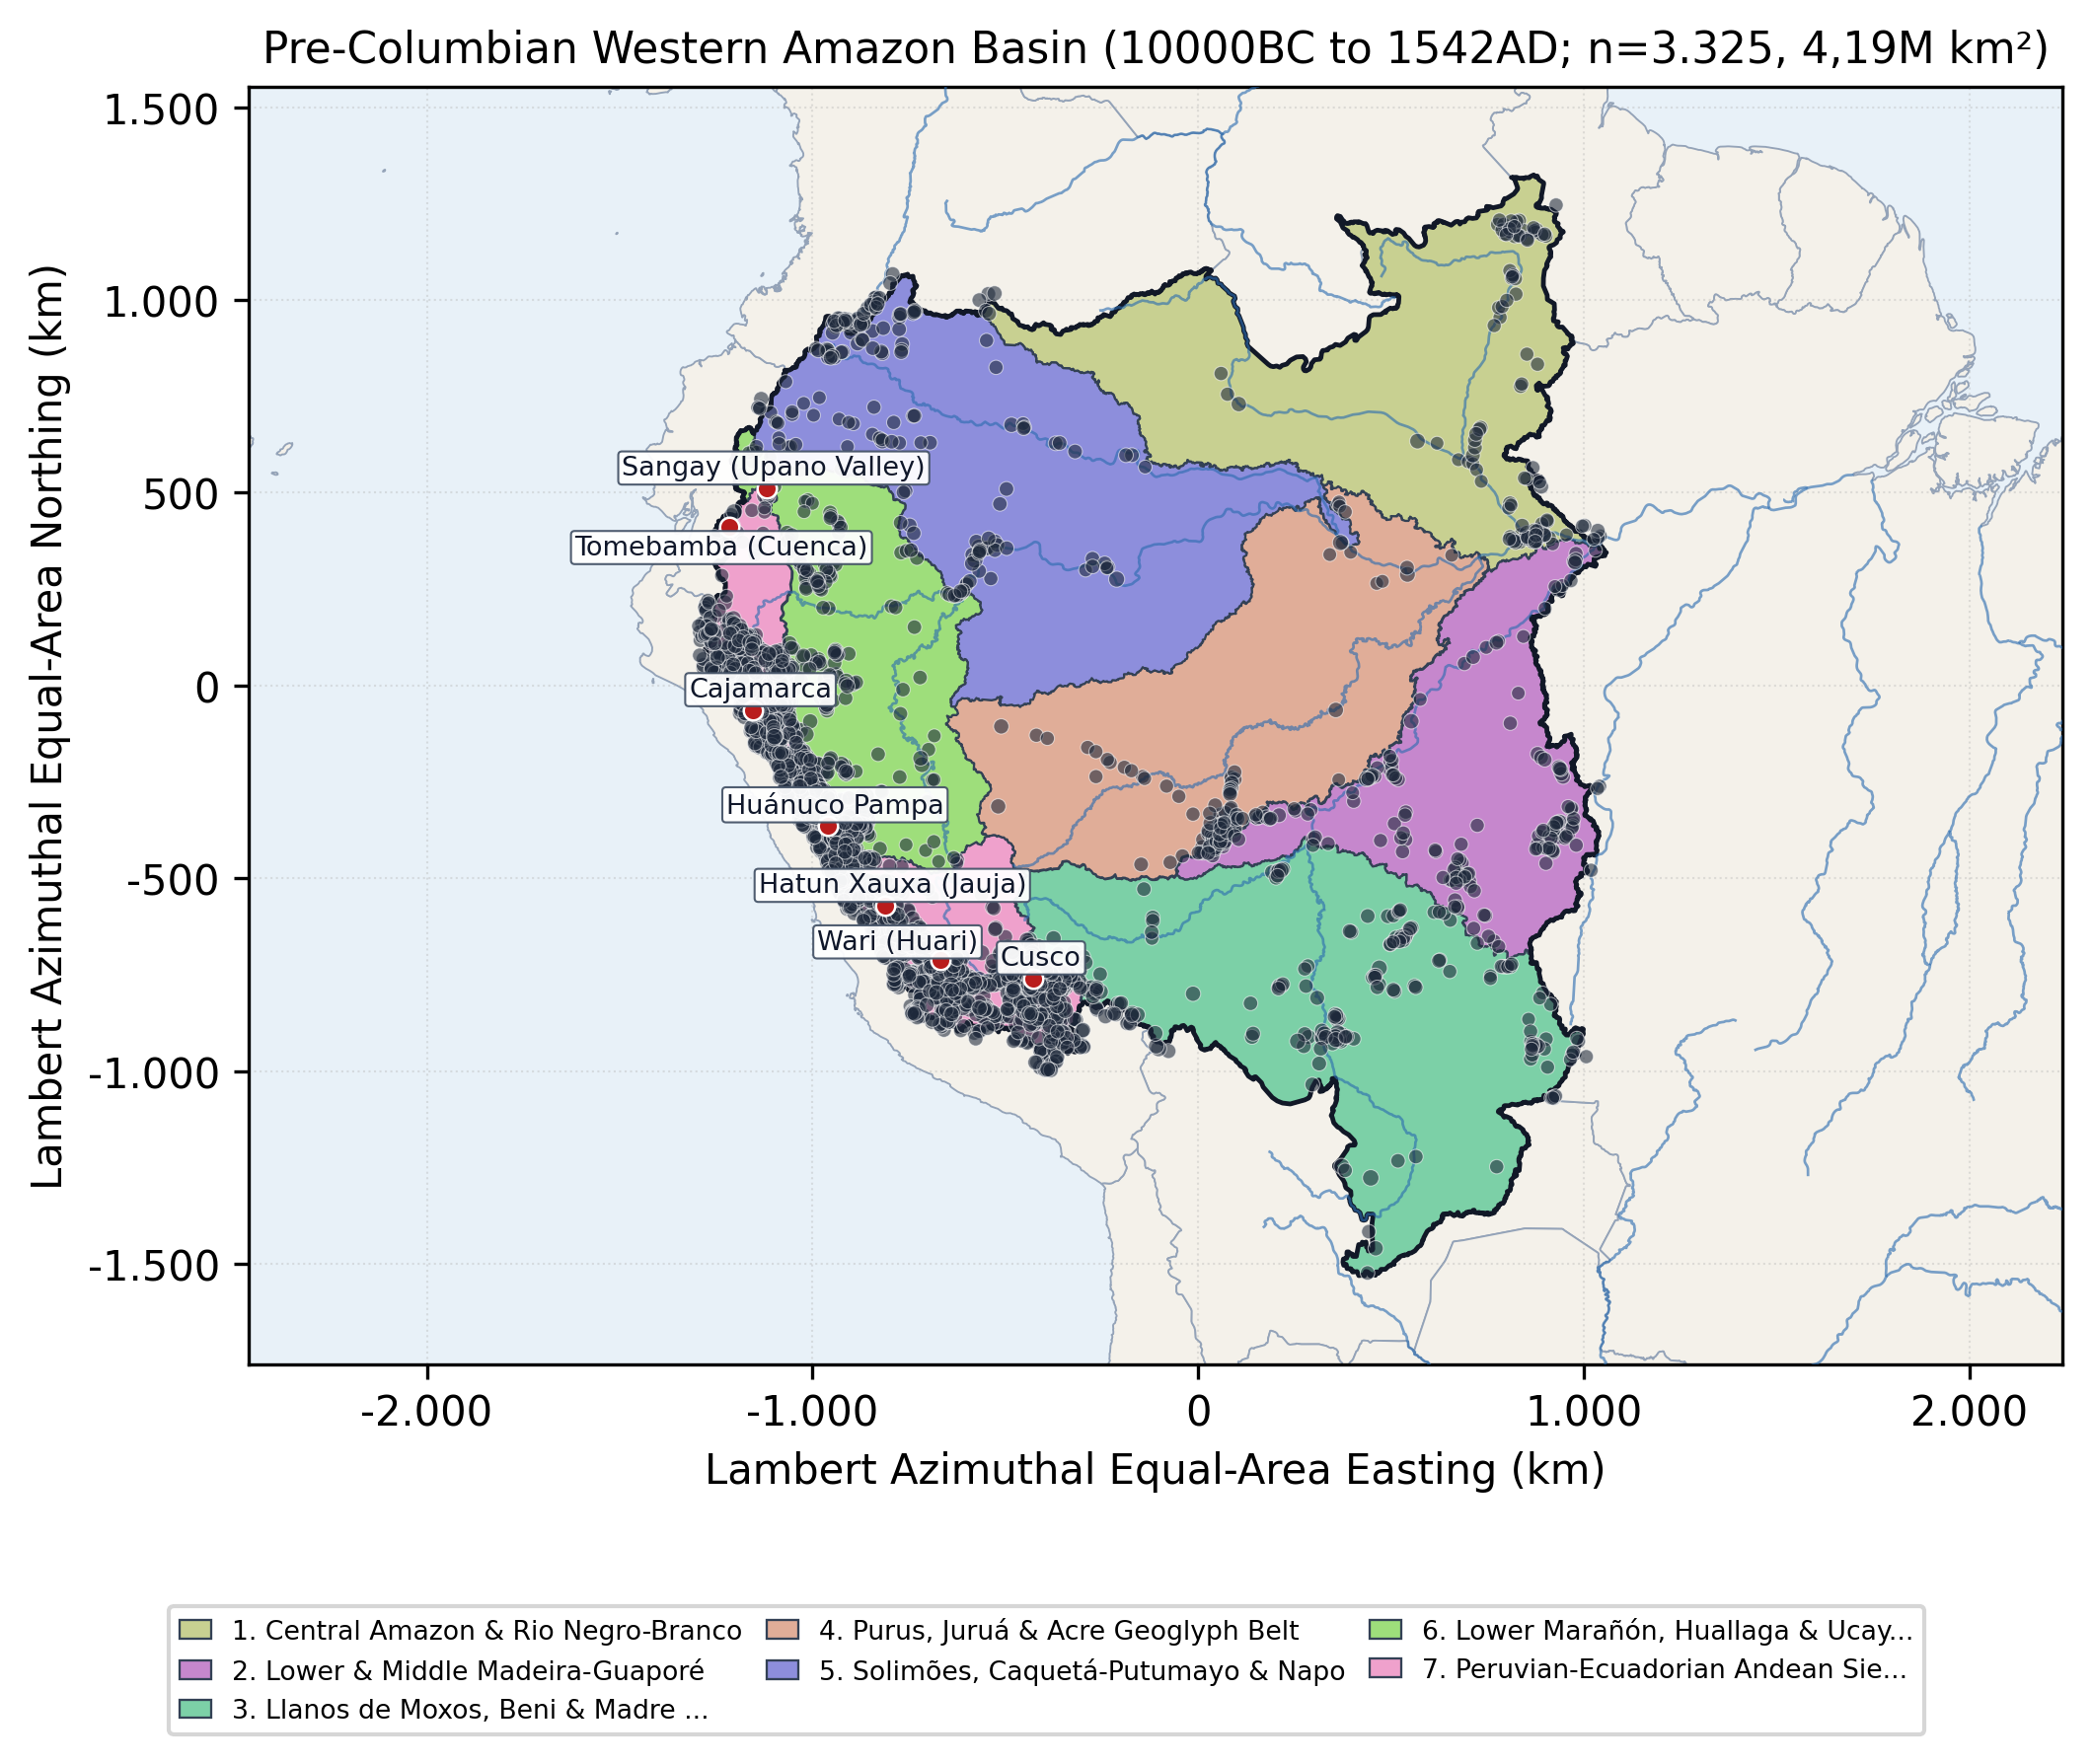 Pre-Columbian Western Amazon Basin (10000BC to 1542AD; n=3.325, 4,19M km²)
Lambert Azimuthal Equal-Area Northing (km)
1.500
1.000
500
0
-500
-1.000
-1.500
Sangay (Upano Valley)
Tomebamba (Cuenca)
Cajamarca
Huánuco Pampa
Hatun Xauxa (Jauja)
Wari (Huari)
Cusco
-2.000
-1.000
0
1.000
2.000
Lambert Azimuthal Equal-Area Easting (km)
1. Central Amazon & Rio Negro-Branco
2. Lower & Middle Madeira-Guaporé
3. Llanos de Moxos, Beni & Madre ...
4. Purus, Juruá & Acre Geoglyph Belt
5. Solimões, Caquetá-Putumayo & Napo
6. Lower Marañón, Huallaga & Ucay...
7. Peruvian-Ecuadorian Andean Sie...